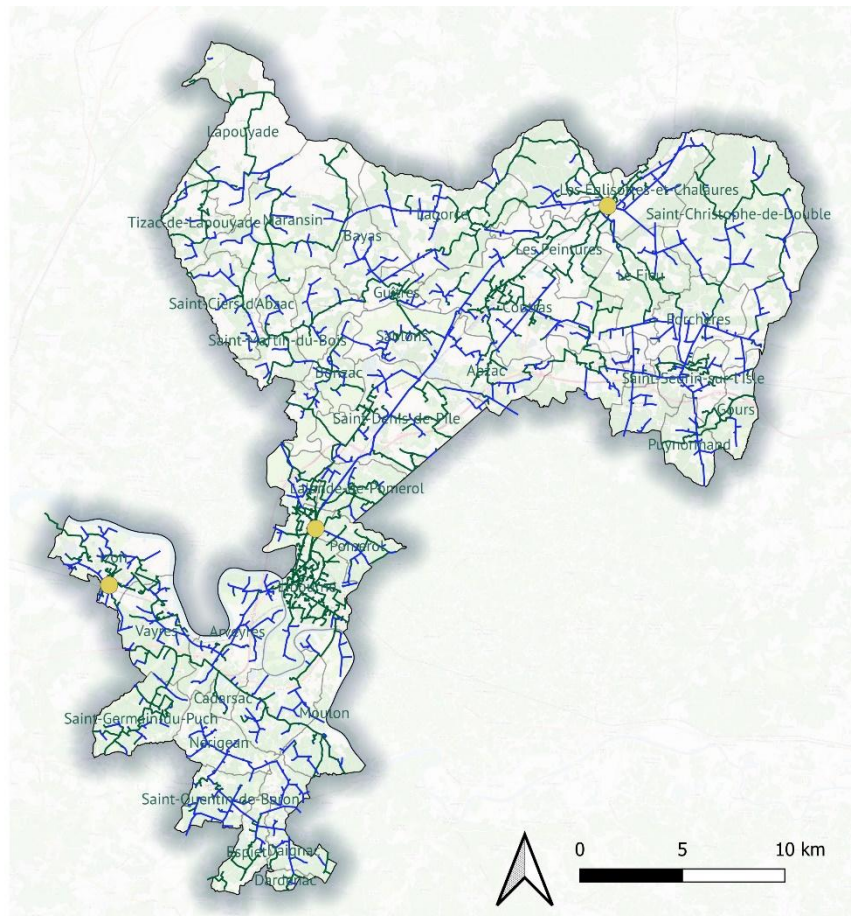 Lapouyade
Les Églisottes-et-Chalaures
Saint-Christophe-de-Double
Tizac-de-Lapouyade
Maransin
Lagorce
Bayas
Les Peintures
Le Fieu
Guîtres
Saint-Ciers-d'Abzac
Coutras
Porchères
Saint-Martin-du-Bois
Sablons
Bonzac
Abzac
Saint-Seurin-sur-l'Isle
Gours
Saint-Denis-de-Pile
Puynormand
Lalande-de-Pomerol
Pomerol
Izon
Libourne
Vayres
Arveyres
Cadarsac
Saint-Germain-du-Puch
Moulon
Nérigean
Saint-Quentin-de-Baron
Espiet
Daignac
Dardenac
0 5 10 km